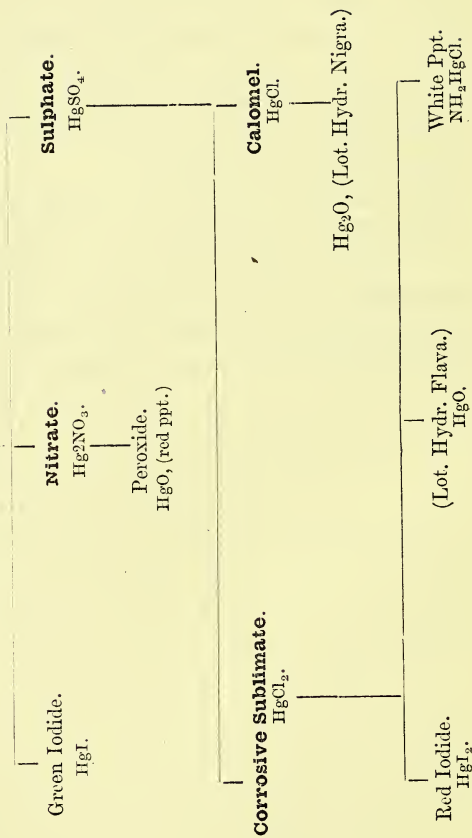 Green Iodide.
HgI.
Nitrate.
Hg2NO₃.
Sulphate.
HgSO₄.
Peroxide.
HgO, (red ppt.)
Corrosive Sublimate.
HgCl₂.
Calomel.
HgCl.
Hg₂O, (Lot. Hydr. Nigra.)
Red Iodide.
HgI₂.
(Lot. Hydr. Flava.)
HgO.
White Ppt.
NH₂HgCl.